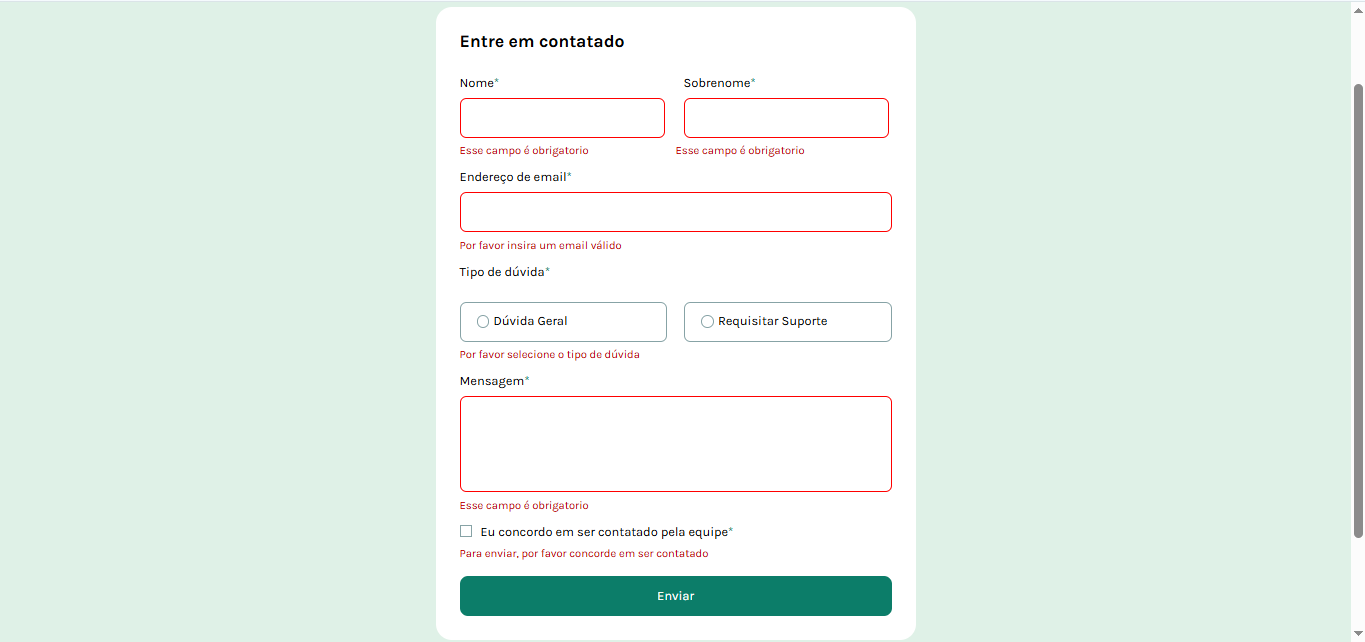 Entre em contatado
Nome* Sobrenome*
Esse campo é obrigatorio Esse campo é obrigatorio
Endereço de email*
Por favor insira um email válido
Tipo de dúvida*
Dúvida Geral Requisitar Suporte
Por favor selecione o tipo de dúvida
Mensagem*
Esse campo é obrigatorio
Eu concordo em ser contatado pela equipe*
Para enviar, por favor concorde em ser contatado
Enviar